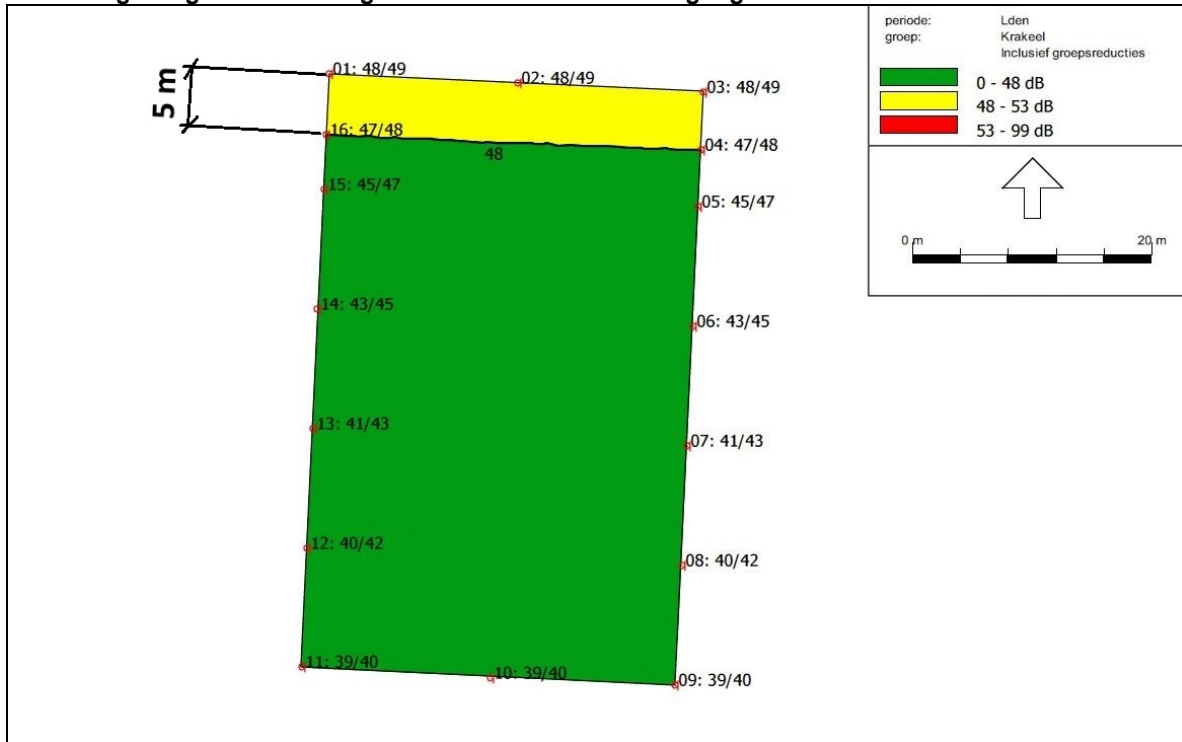 periode: Lden
groep: Krakeel
Inclusief groepsreducties
0 - 48 dB
48 - 53 dB
53 - 99 dB
0 m 20 m
5 m
01: 48/49
02: 48/49
03: 48/49
16: 47/48
04: 47/48
48
15: 45/47
05: 45/47
14: 43/45
06: 43/45
13: 41/43
07: 41/43
12: 40/42
08: 40/42
11: 39/40
10: 39/40
09: 39/40